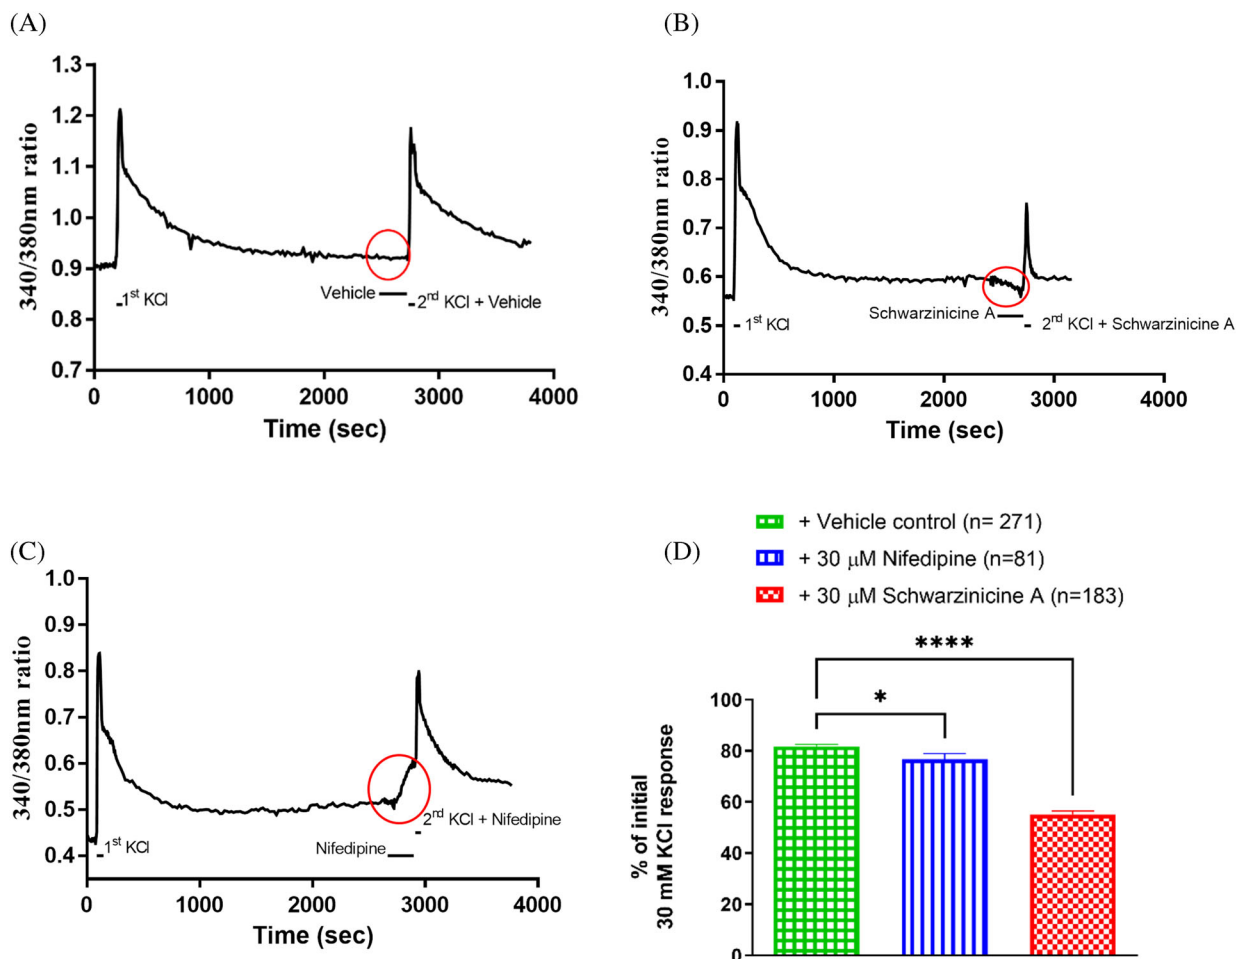 (A)
1.3
1.2
1.1
1.0
0.9
0.8
0.7
340/380nm ratio
1st KCl
Vehicle
2nd KCl + Vehicle
0 1000 2000 3000 4000
Time (sec)
(B)
1.0
0.9
0.8
0.7
0.6
0.5
0.4
340/380nm ratio
1st KCl
Schwarzinicine A
2nd KCl + Schwarzinicine A
0 1000 2000 3000 4000
Time (sec)
(C)
1.0
0.9
0.8
0.7
0.6
0.5
0.4
340/380nm ratio
1st KCl
Nifedipine
2nd KCl + Nifedipine
0 1000 2000 3000 4000
Time (sec)
(D)
+ Vehicle control (n= 271)
+ 30 μM Nifedipine (n=81)
+ 30 μM Schwarzinicine A (n=183)
****
*
100
80
60
40
20
0
% of initial
30 mM KCl response